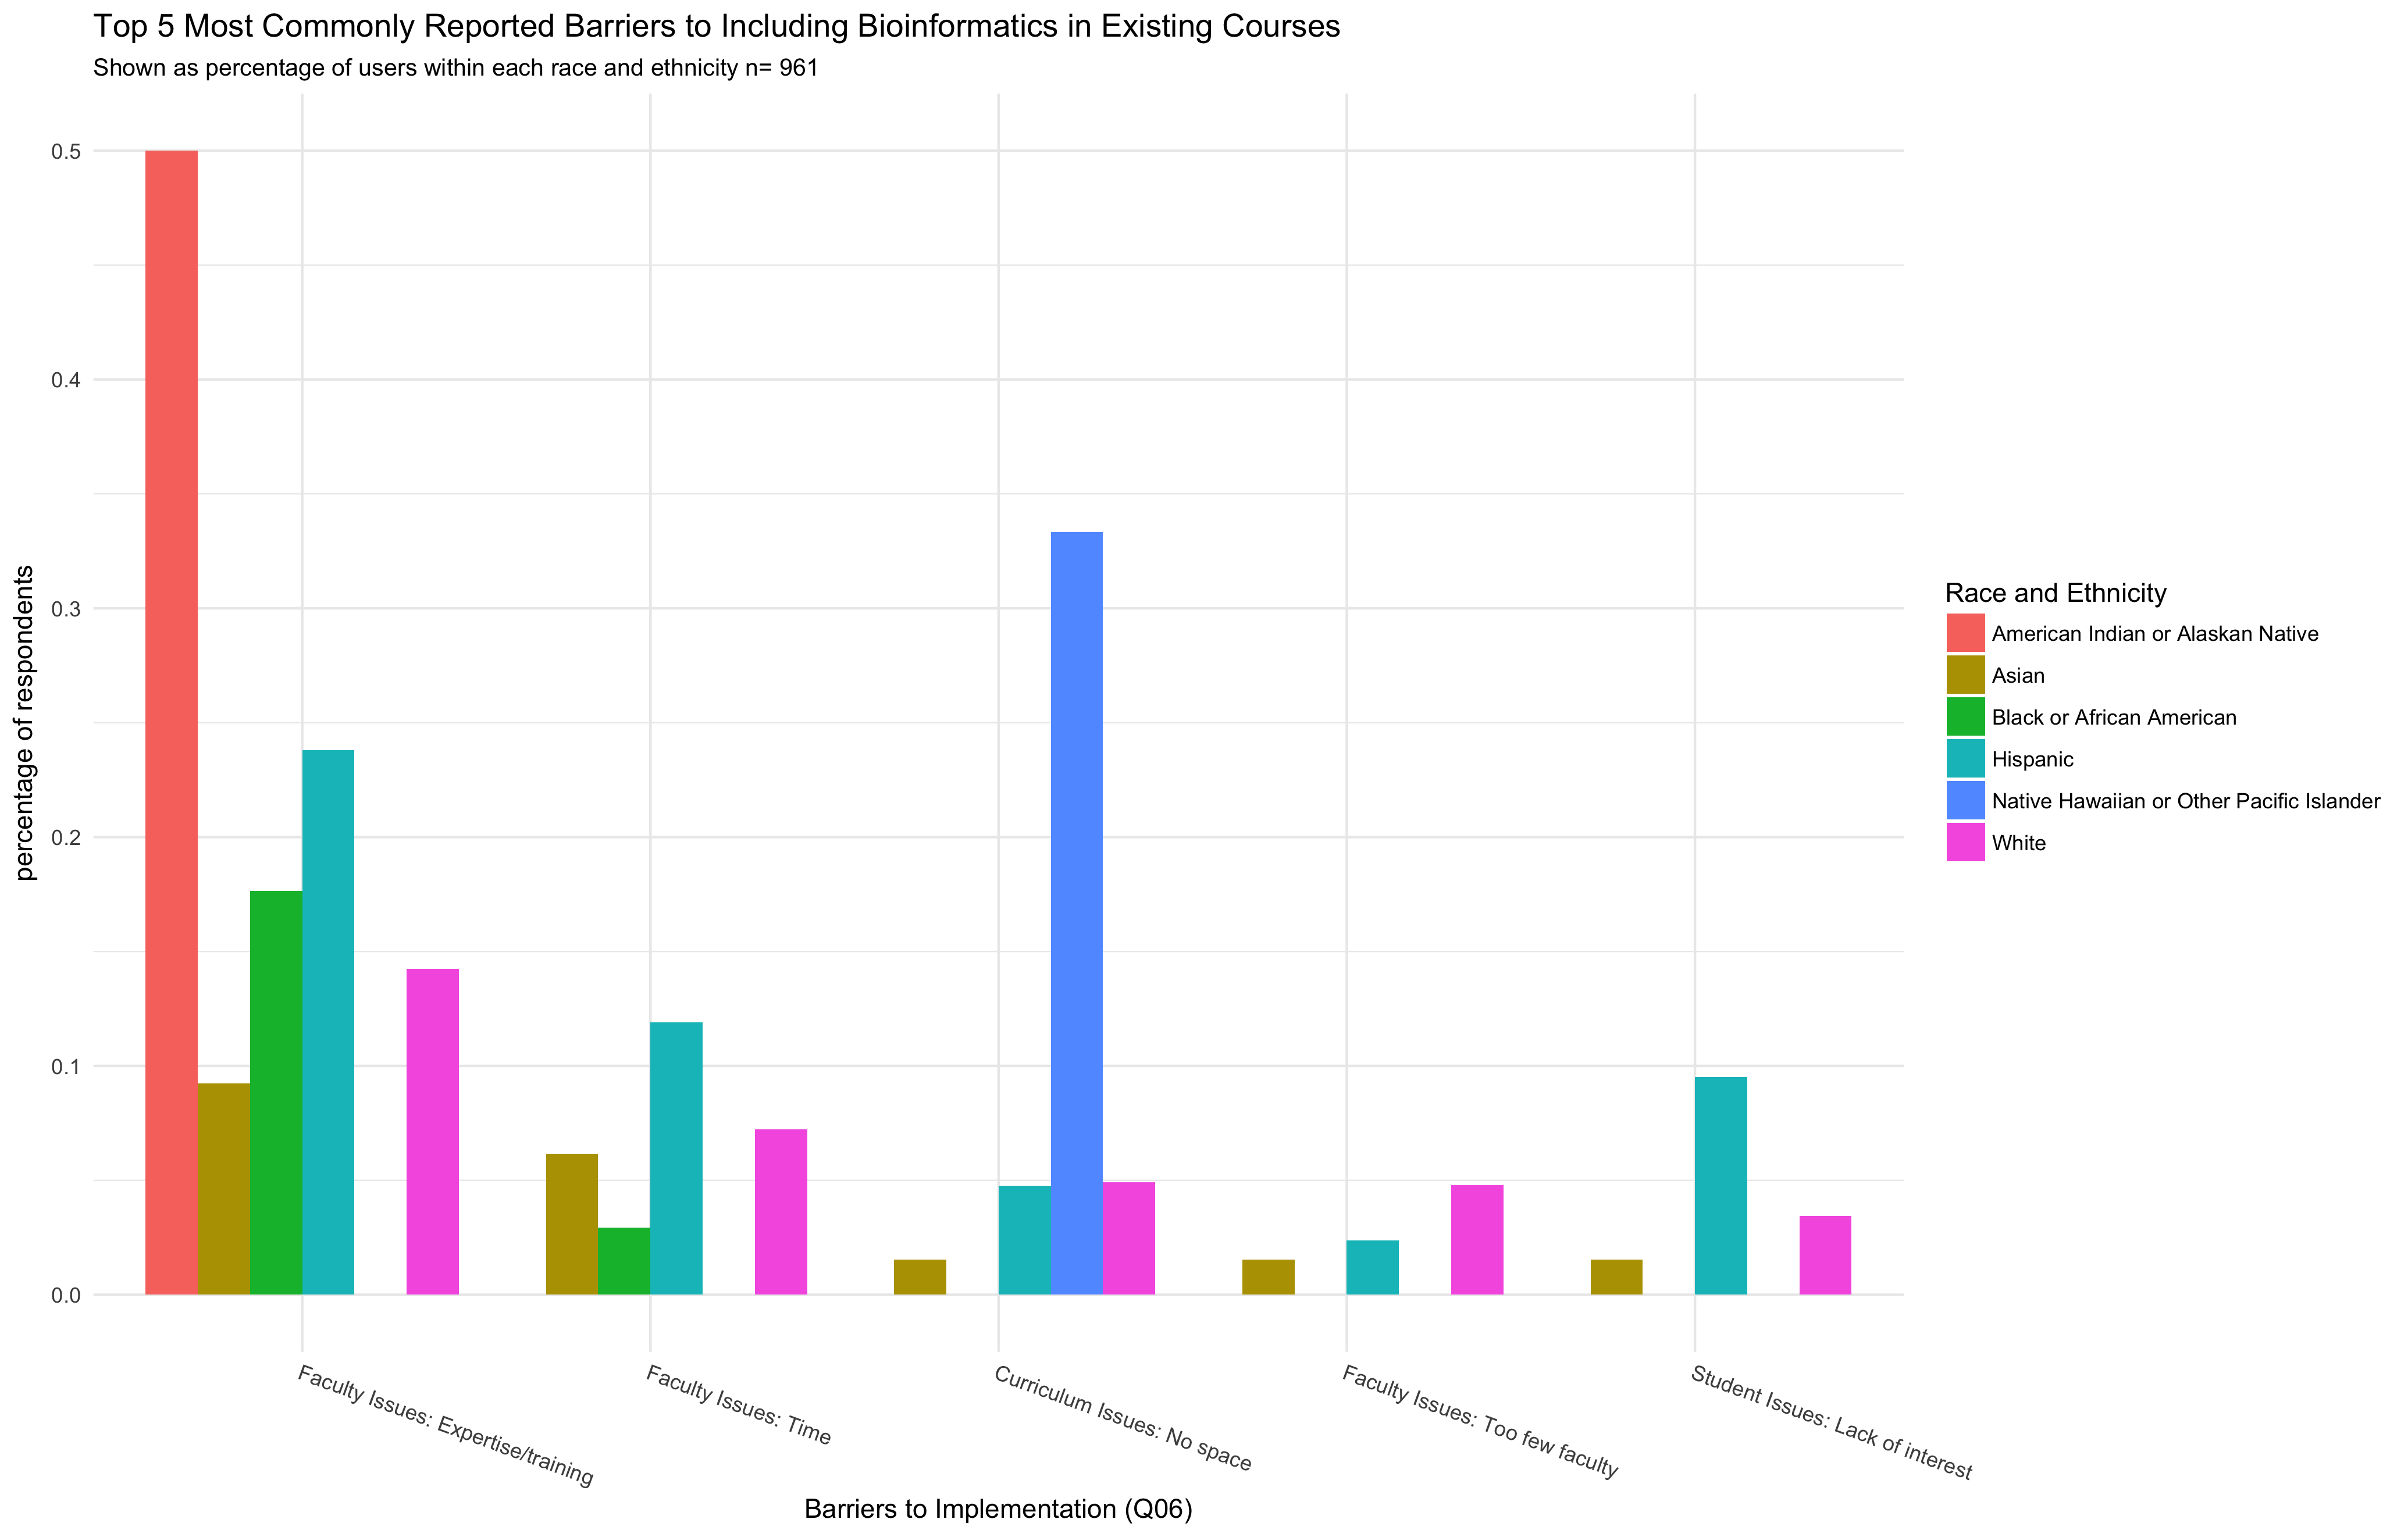 Top 5 Most Commonly Reported Barriers to Including Bioinformatics in Existing Courses
Shown as percentage of users within each race and ethnicity n= 961
percentage of respondents
0.5
0.4
0.3
0.2
0.1
0.0
Faculty Issues: Expertise/training
Faculty Issues: Time
Curriculum Issues: No space
Faculty Issues: Too few faculty
Student Issues: Lack of interest
Barriers to Implementation (Q06)
Race and Ethnicity
American Indian or Alaskan Native
Asian
Black or African American
Hispanic
Native Hawaiian or Other Pacific Islander
White